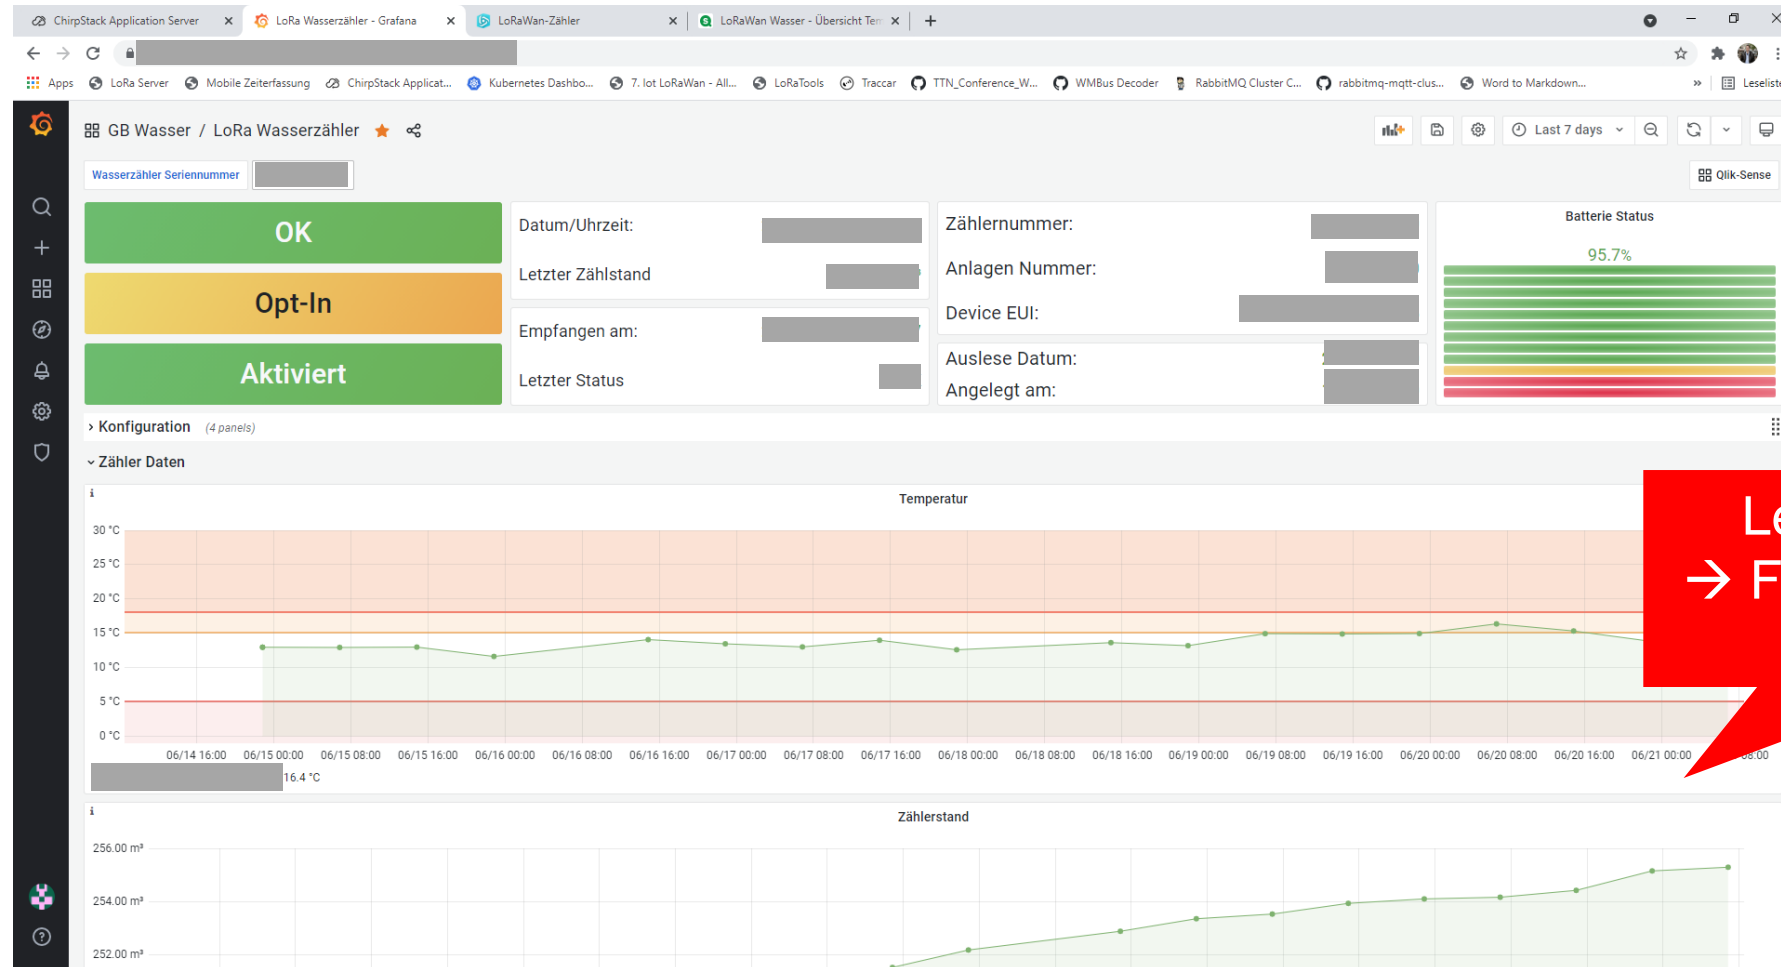 ChirpStack Application Server
LoRa Wasserzähler - Grafana
LoRaWan-Zähler
LoRaWan Wasser - Übersicht Tem
Apps
LoRa Server
Mobile Zeiterfassung
ChirpStack Applicat...
Kubernetes Dashbo...
7. Iot LoRaWan - All...
LoRaTools
Traccar
TTN_Conference_W...
WMBus Decoder
RabbitMQ Cluster C...
rabbitmq-mqtt-clus...
Word to Markdown...
»
Leseliste
GB Wasser / LoRa Wasserzähler
Last 7 days
Wasserzähler Seriennummer
Qlik-Sense
OK
Opt-In
Aktiviert
Datum/Uhrzeit:
Letzter Zählstand
Empfangen am:
Letzter Status
Zählernummer:
Anlagen Nummer:
Device EUI:
Auslese Datum:
Angelegt am:
Batterie Status
95.7%
Konfiguration (4 panels)
Zähler Daten
Temperatur
30 °C
25 °C
20 °C
15 °C
10 °C
5 °C
0 °C
06/14 16:00 06/15 00:00 06/15 08:00 06/15 16:00 06/16 00:00 06/16 08:00 06/16 16:00 06/17 00:00 06/17 08:00 06/17 16:00 06/18 00:00 06/18 08:00 06/18 16:00 06/19 00:00 06/19 08:00 06/19 16:00 06/20 00:00 06/20 08:00 06/20 16:00 06/21 00:00
16.4 °C
Le
→ F
Zählerstand
256.00 m³
254.00 m³
252.00 m³